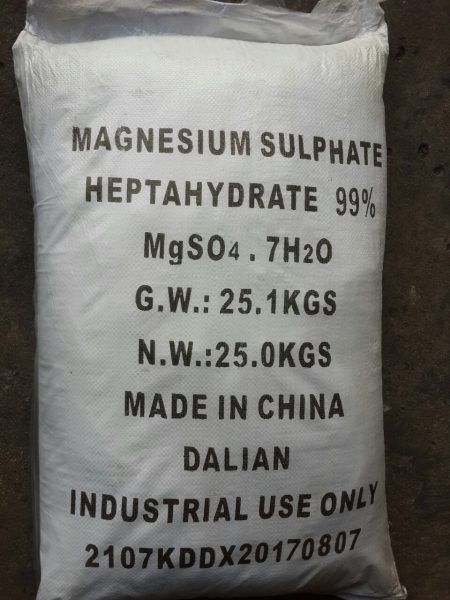 MAGNESIUM SULPHATE
HEPTAHYDRATE 99%
MgSO4 . 7H2O
G.W.: 25.1KGS
N.W.:25.0KGS
MADE IN CHINA
DALIAN
INDUSTRIAL USE ONLY
2107KDDX20170807